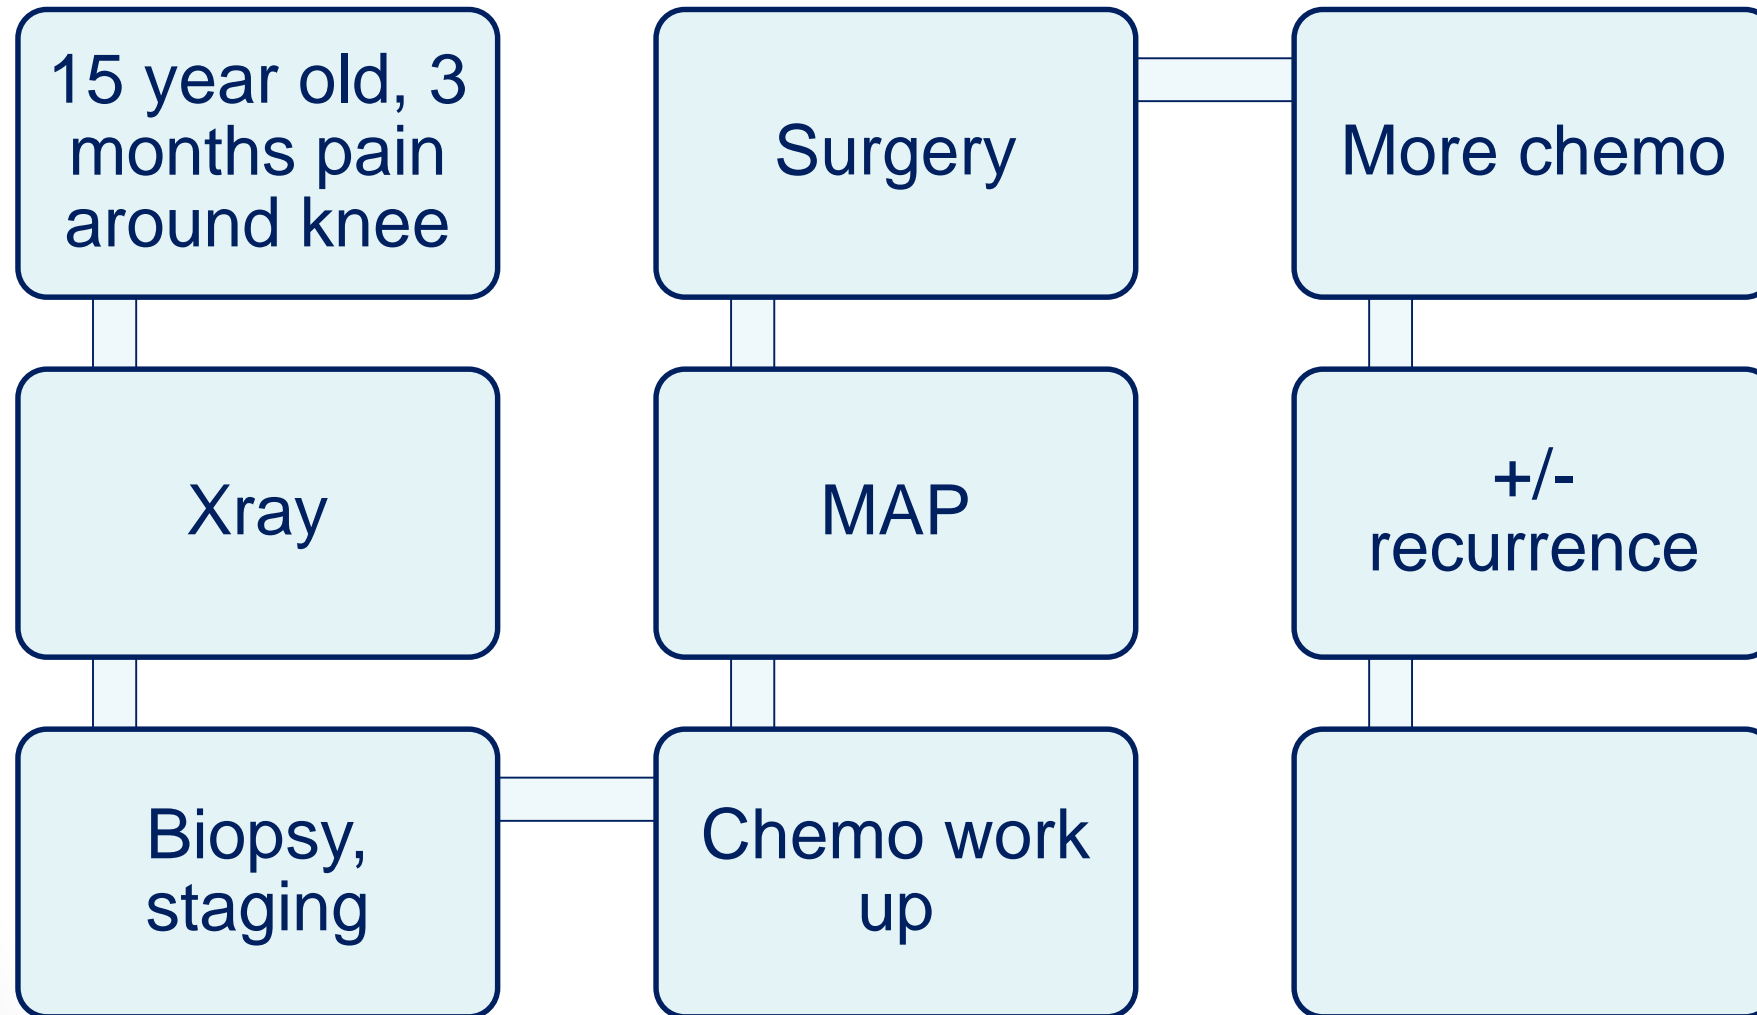 15 year old, 3
months pain
around knee
Xray
Biopsy,
staging
Chemo work
up
MAP
Surgery
More chemo
+/-
recurrence